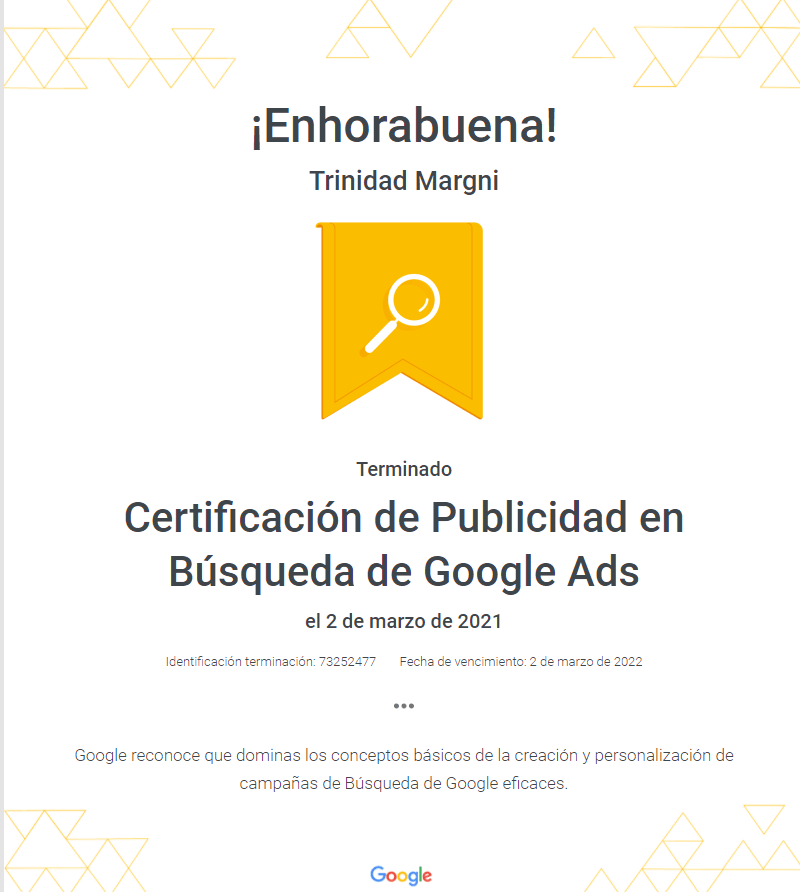 ¡Enhorabuena!
Trinidad Margni
Terminado
Certificación de Publicidad en
Búsqueda de Google Ads
el 2 de marzo de 2021
Identificación terminación: 73252477 Fecha de vencimiento: 2 de marzo de 2022
•••
Google reconoce que dominas los conceptos básicos de la creación y personalización de
campañas de Búsqueda de Google eficaces.
Google